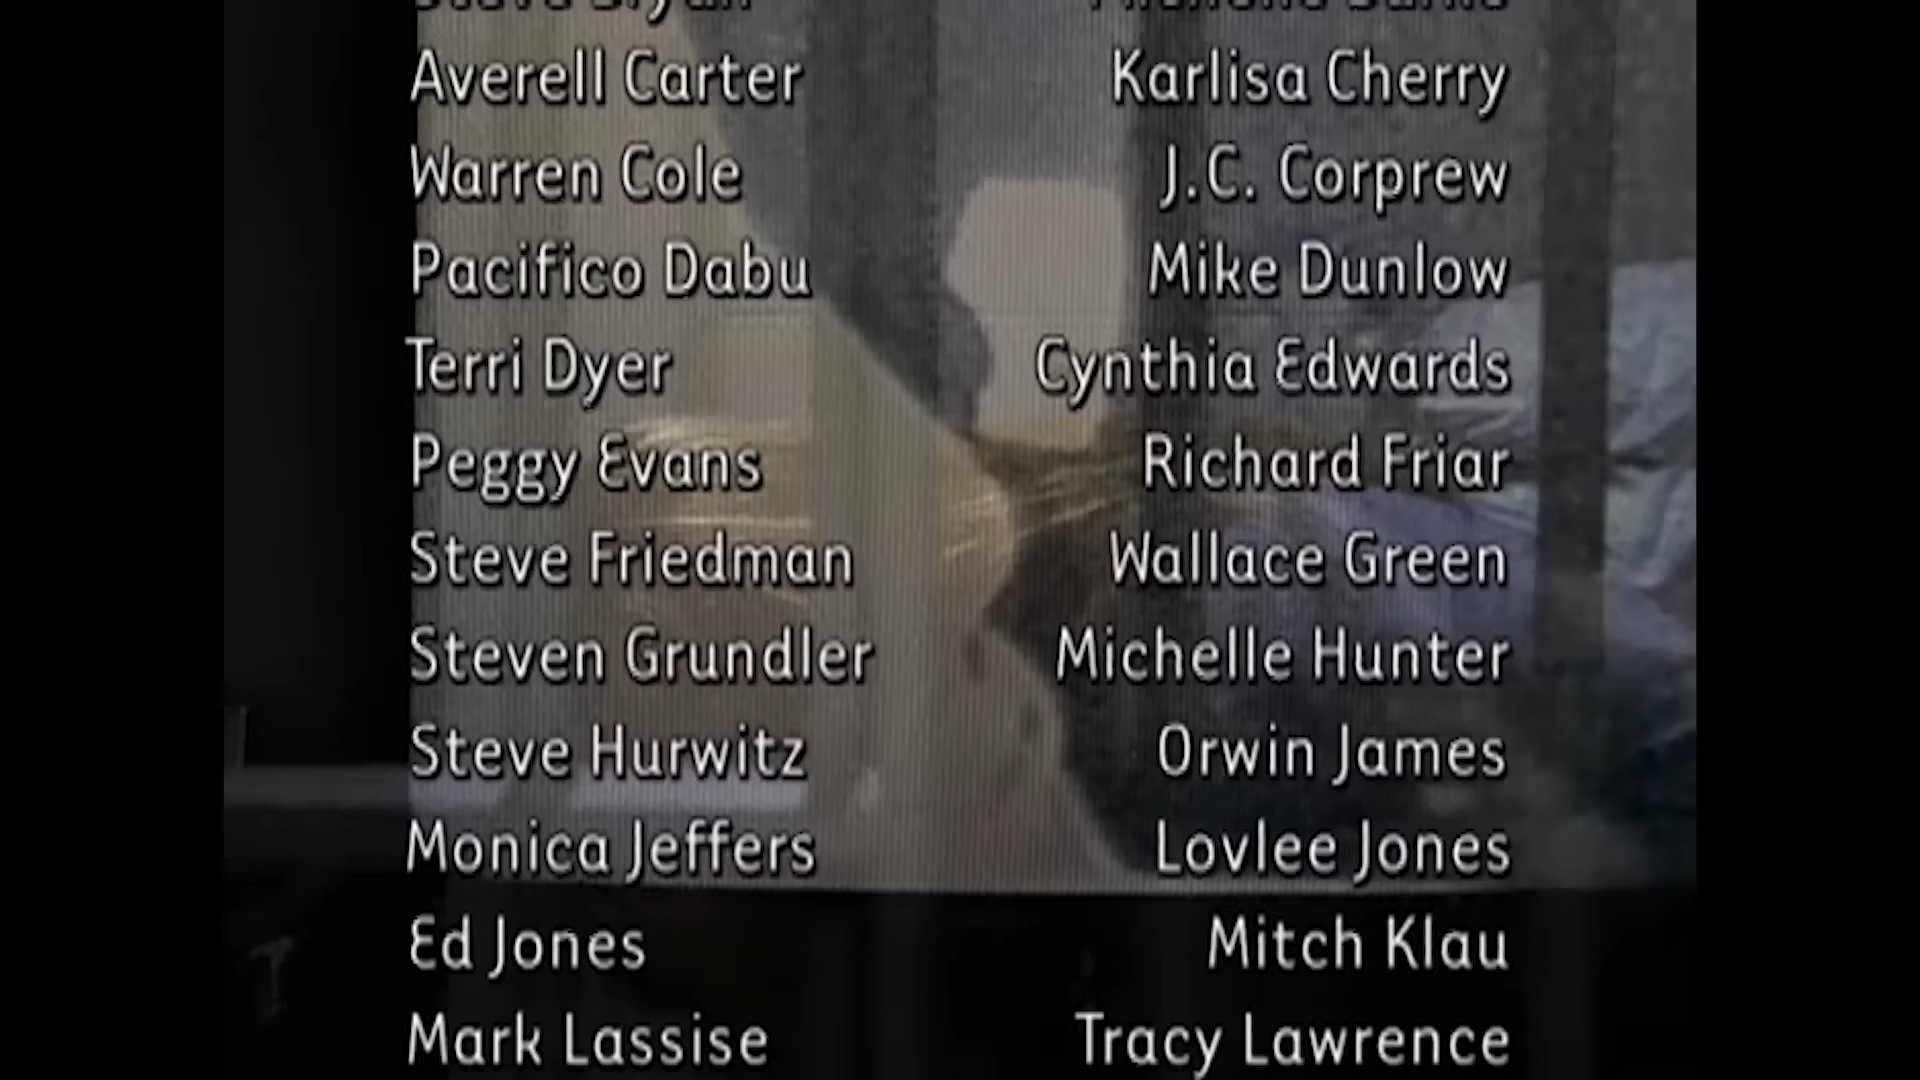 Averell Carter Karlisa Cherry
Warren Cole J.C. Corprew
Pacifico Dabu Mike Dunlow
Terri Dyer Cynthia Edwards
Peggy Evans Richard Friar
Steve Friedman Wallace Green
Steven Grundler Michelle Hunter
Steve Hurwitz Orwin James
Monica Jeffers Lovlee Jones
Ed Jones Mitch Klau
Mark Lassise Tracy Lawrence